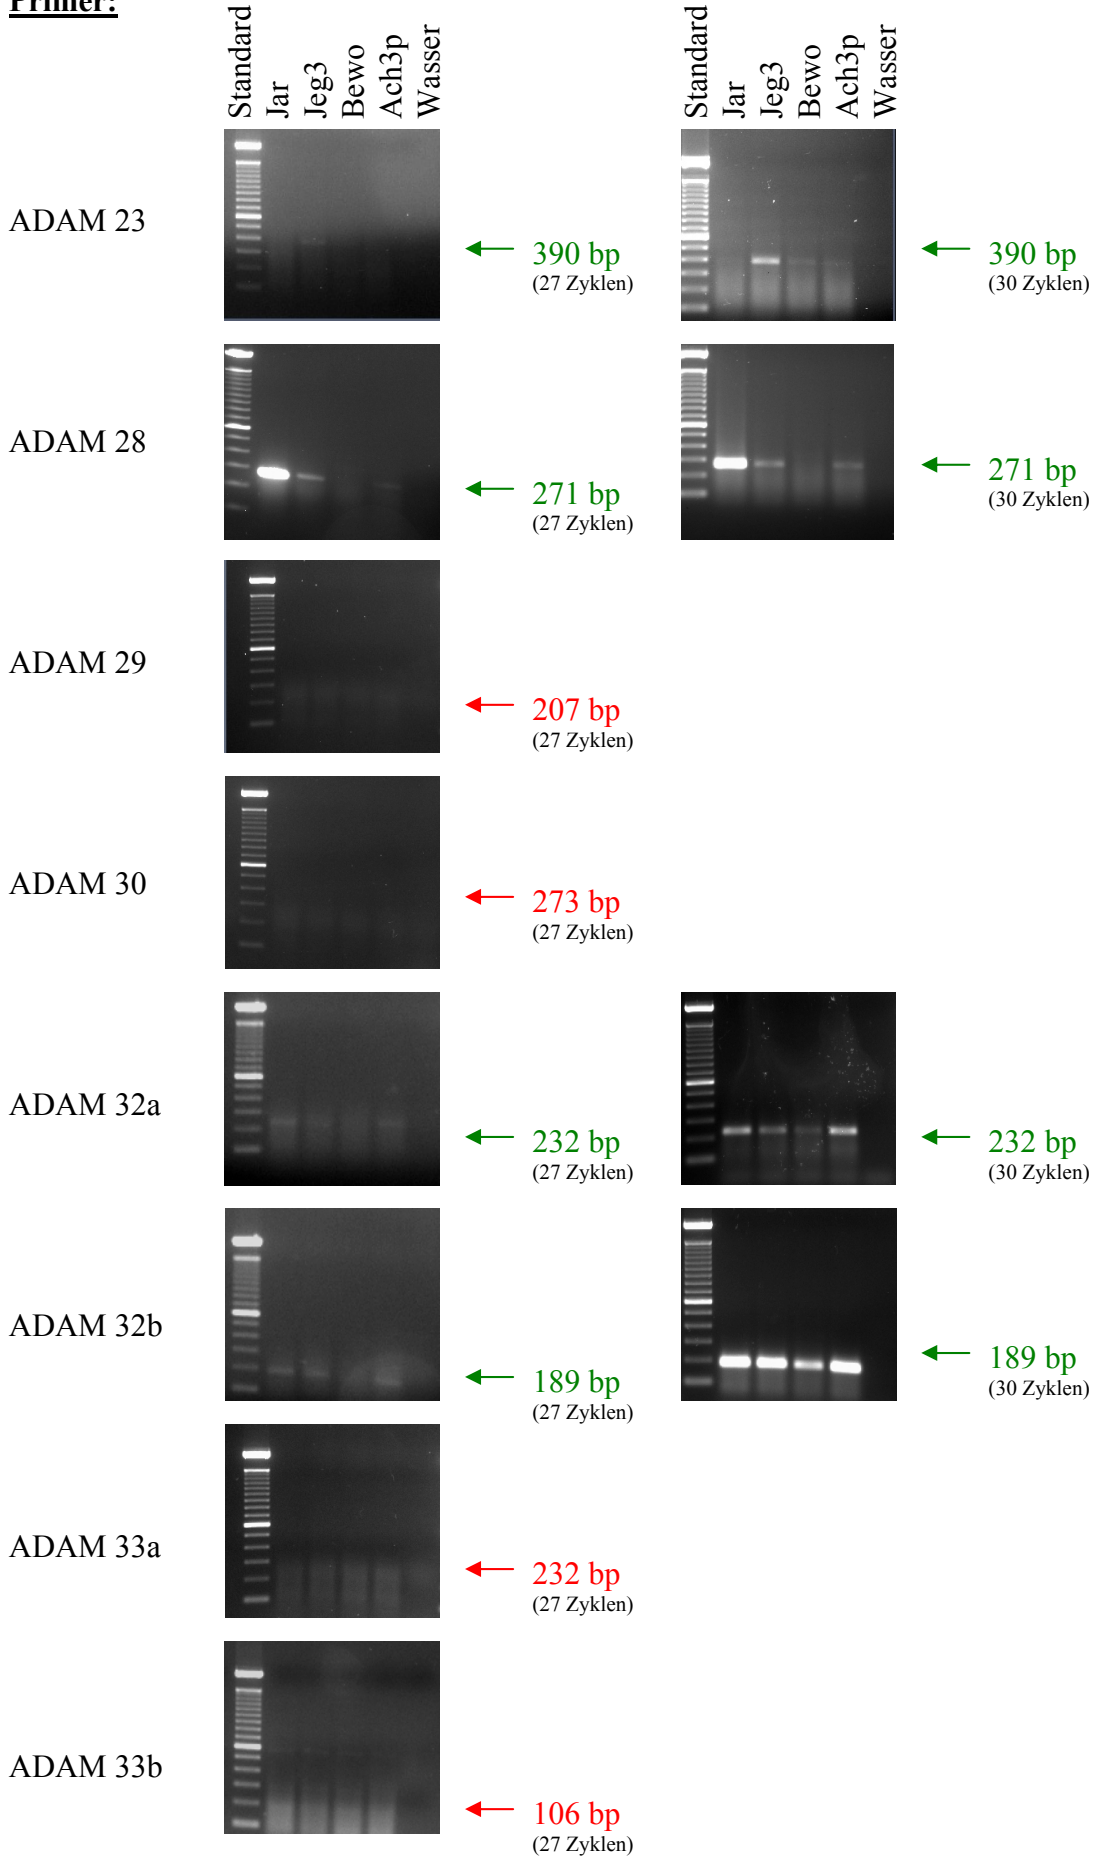 Primer:
Standard
Jar
Jeg3
Bewo
Ach3p
Wasser
Standard
Jar
Jeg3
Bewo
Ach3p
Wasser
ADAM 23
390 bp
(27 Zyklen)
390 bp
(30 Zyklen)
ADAM 28
271 bp
(27 Zyklen)
271 bp
(30 Zyklen)
ADAM 29
207 bp
(27 Zyklen)
ADAM 30
273 bp
(27 Zyklen)
ADAM 32a
232 bp
(27 Zyklen)
232 bp
(30 Zyklen)
ADAM 32b
189 bp
(27 Zyklen)
189 bp
(30 Zyklen)
ADAM 33a
232 bp
(27 Zyklen)
ADAM 33b
106 bp
(27 Zyklen)